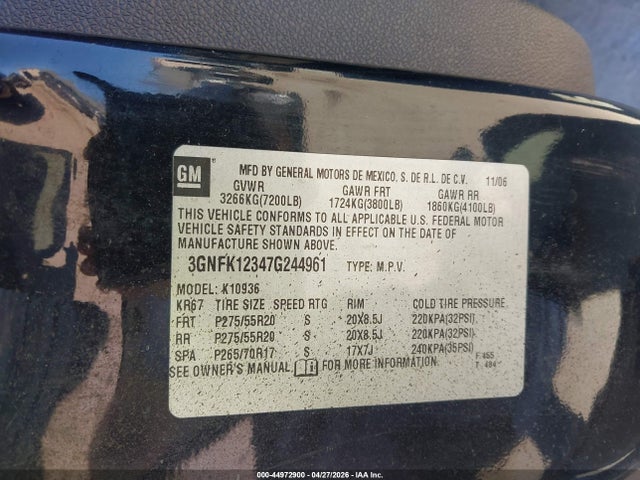 GM
MFD BY GENERAL MOTORS DE MEXICO, S. DE R.L. DE C.V. 11/06
GVWR GAWR FRT GAWR RR
3266KG(7200LB) 1724KG(3800LB) 1860KG(4100LB)
THIS VEHICLE CONFORMS TO ALL APPLICABLE U.S. FEDERAL MOTOR
VEHICLE SAFETY STANDARDS IN EFFECT ON THE DATE OF
MANUFACTURE SHOWN ABOVE.
3GNFK12347G244961 TYPE: M.P.V.
MODEL: K10936
KR67 TIRE SIZE SPEED RTG RIM COLD TIRE PRESSURE
FRT P275/55R20 S 20X8.5J 220KPA(32PSI)
RR P275/55R20 S 20X8.5J 220KPA(32PSI)
SPA P265/70R17 S 17X7J 240KPA(35PSI)
SEE OWNER'S MANUAL FOR MORE INFORMATION.
F.455
T.494
000-44972900 - 04/27/2026 - IAA Inc.